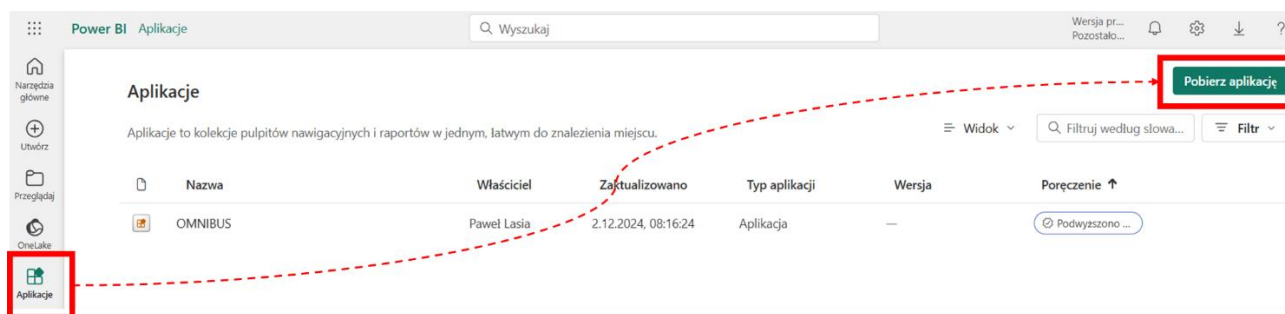 Power BI Aplikacje
Wyszukaj
Wersja pr...
Pozostało...
?
Narzędzia
główne
Utwórz
Przeglądaj
OneLake
Aplikacje
Aplikacje
Pobierz aplikację
Aplikacje to kolekcje pulpitów nawigacyjnych i raportów w jednym, łatwym do znalezienia miejscu.
Widok
Filtruj według słowa...
Filtr
Nazwa Właściciel Zaktualizowano Typ aplikacji Wersja Poręczenie ↑
OMNIBUS Paweł Lasia 2.12.2024, 08:16:24 Aplikacja — Podwyższono ...